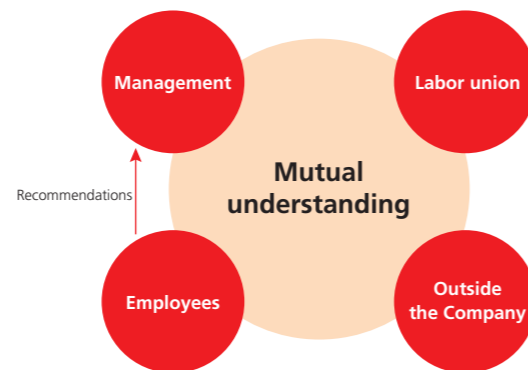 Management
Labor union
Mutual
understanding
Recommendations
Employees
Outside
the Company